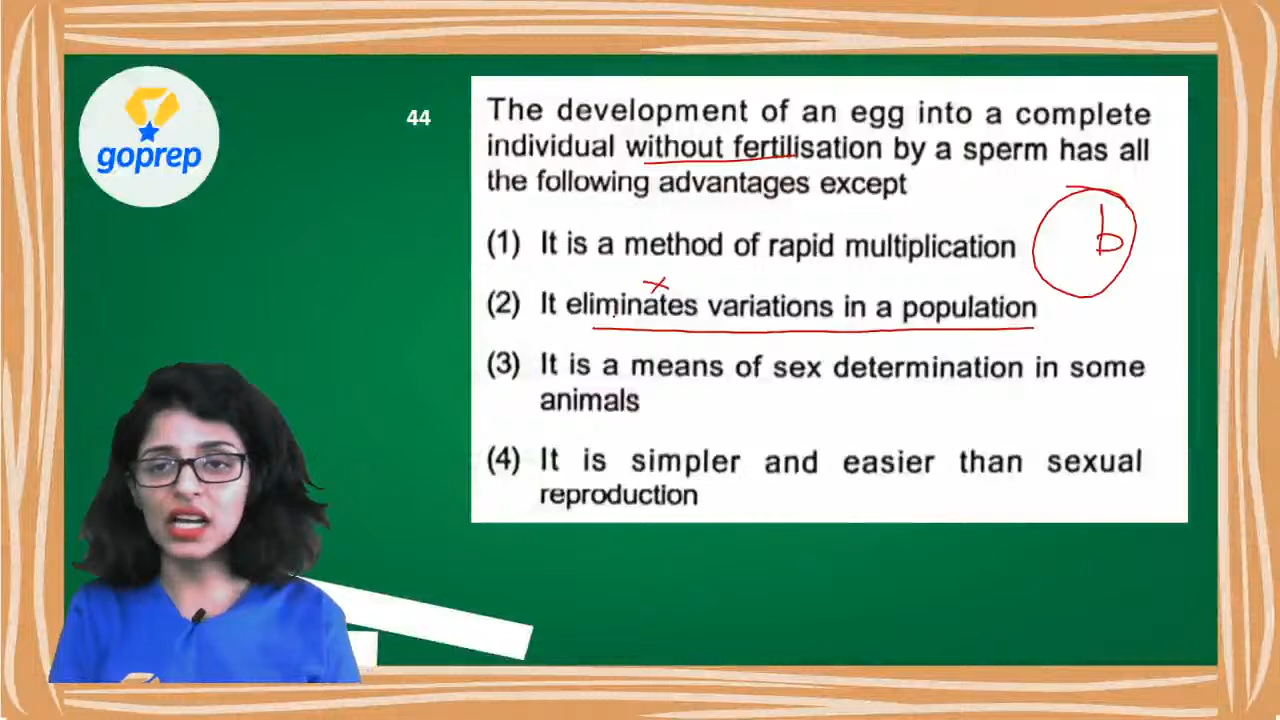 goprep
44
The development of an egg into a complete
individual without fertilisation by a sperm has all
the following advantages except
b
(1) It is a method of rapid multiplication
x
(2) It eliminates variations in a population
(3) It is a means of sex determination in some
animals
(4) It is simpler and easier than sexual
reproduction